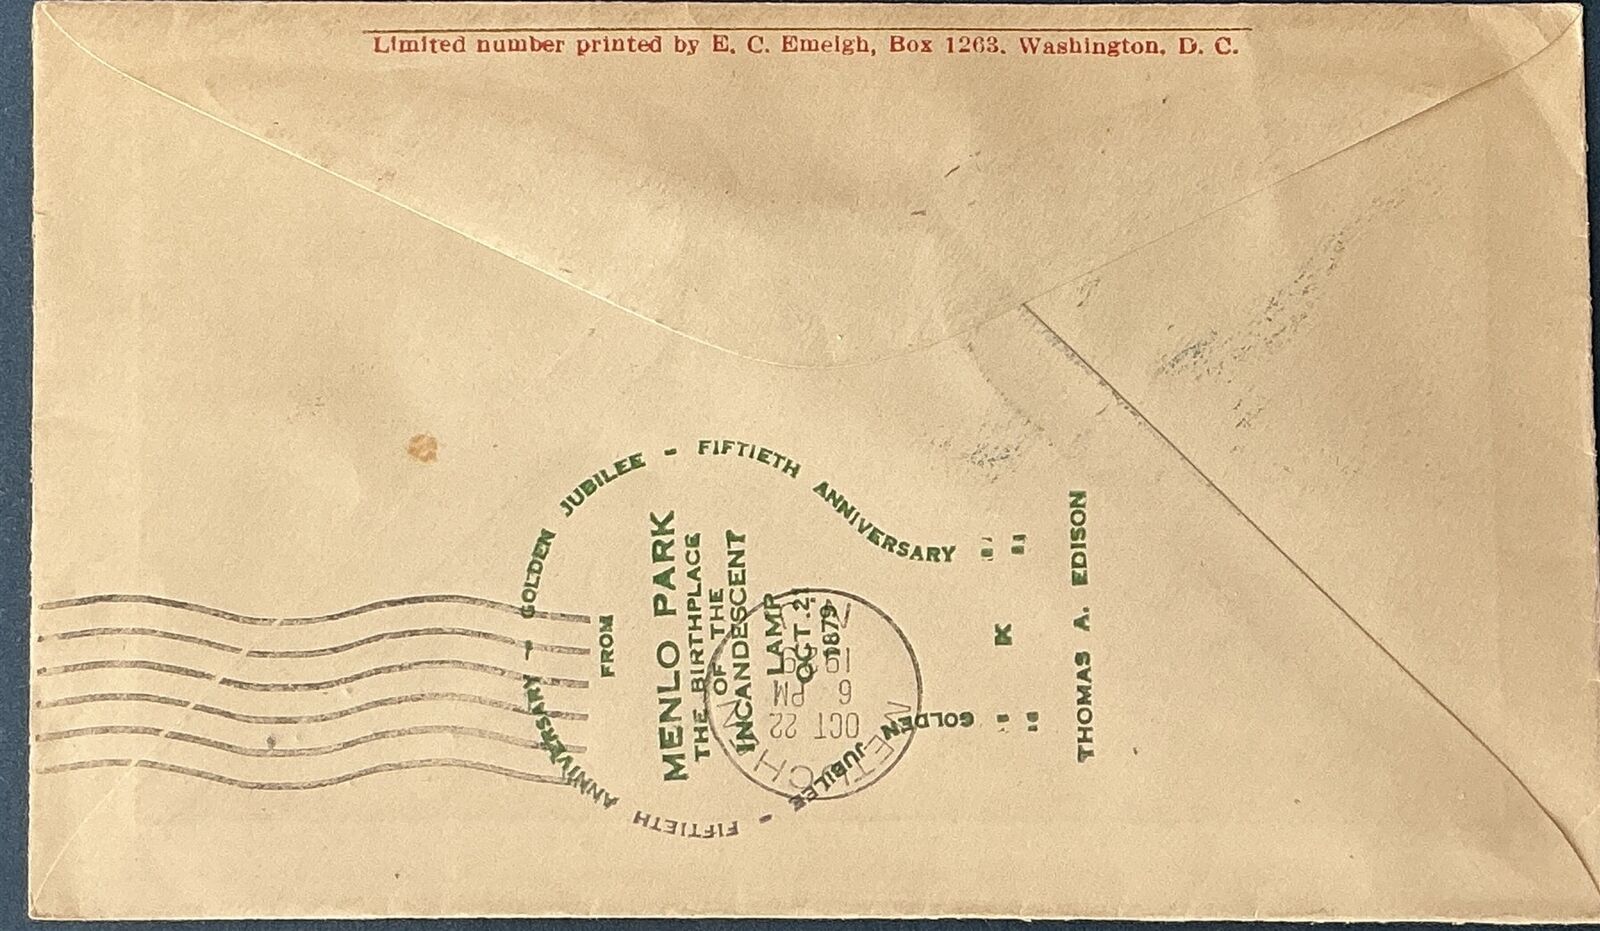 Limited number printed by E. C. Emeigh, Box 1263. Washington, D. C.
GOLDEN JUBILEE - FIFTIETH ANNIVERSARY - GOLDEN JUBILEE - FIFTIETH ANNIVERSARY
FROM
MENLO PARK
THE BIRTHPLACE
OF THE
INCANDESCENT
LAMP
OCT. 21
1879
K
THOMAS A. EDISON
METUCHEN
OCT 22
6 PM